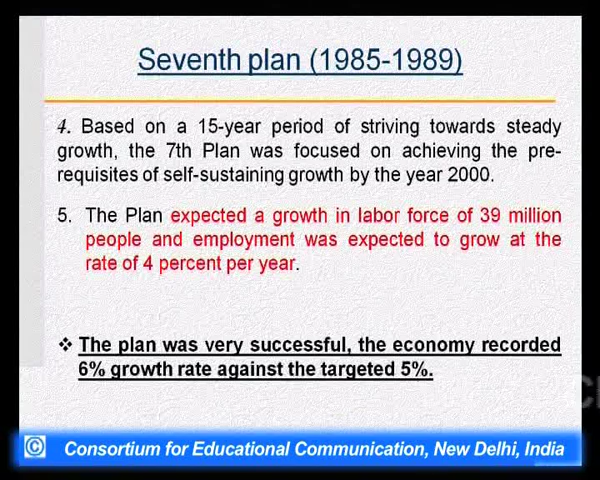 Seventh plan (1985-1989)
4. Based on a 15-year period of striving towards steady
growth, the 7th Plan was focused on achieving the pre-
requisites of self-sustaining growth by the year 2000.
5. The Plan expected a growth in labor force of 39 million
people and employment was expected to grow at the
rate of 4 percent per year.
❖ The plan was very successful, the economy recorded
6% growth rate against the targeted 5%.
© Consortium for Educational Communication, New Delhi, India